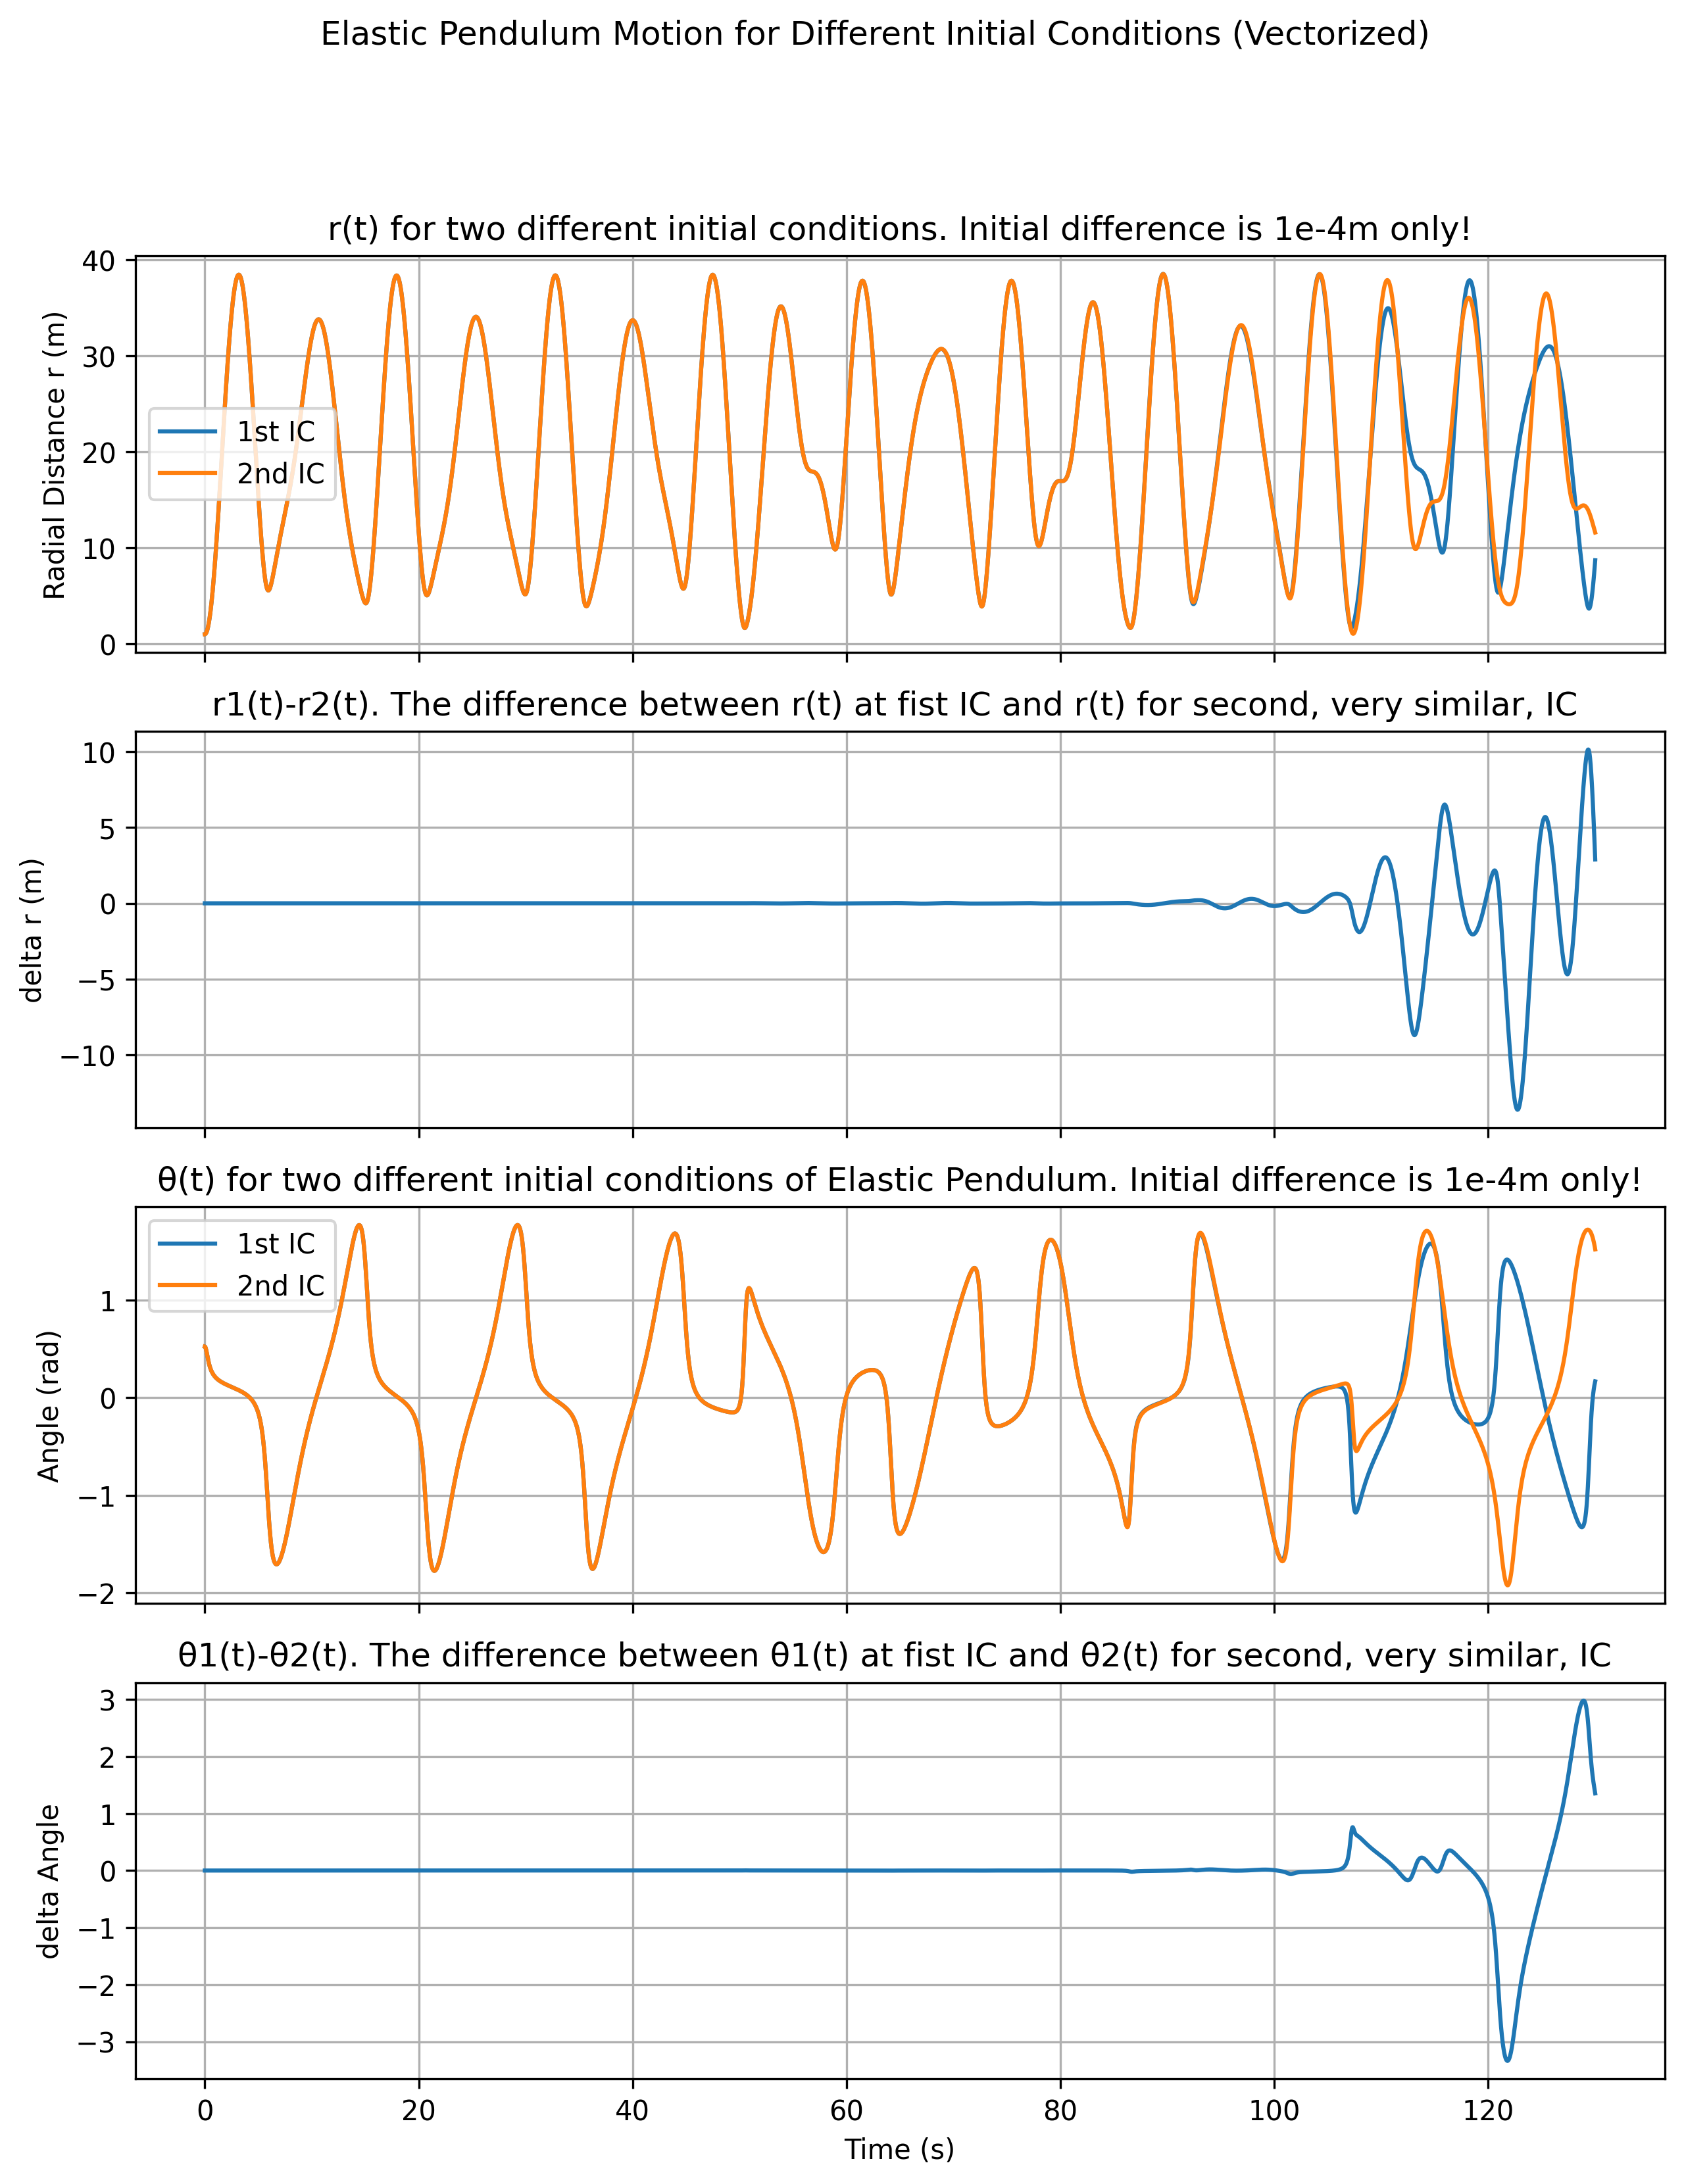 Elastic Pendulum Motion for Different Initial Conditions (Vectorized)
r(t) for two different initial conditions. Initial difference is 1e-4m only!
40
30
20
10
0
Radial Distance r (m)
1st IC
2nd IC
r1(t)-r2(t). The difference between r(t) at fist IC and r(t) for second, very similar, IC
10
5
0
−5
−10
delta r (m)
θ(t) for two different initial conditions of Elastic Pendulum. Initial difference is 1e-4m only!
1
0
−1
−2
Angle (rad)
1st IC
2nd IC
θ1(t)-θ2(t). The difference between θ1(t) at fist IC and θ2(t) for second, very similar, IC
3
2
1
0
−1
−2
−3
delta Angle
0 20 40 60 80 100 120
Time (s)